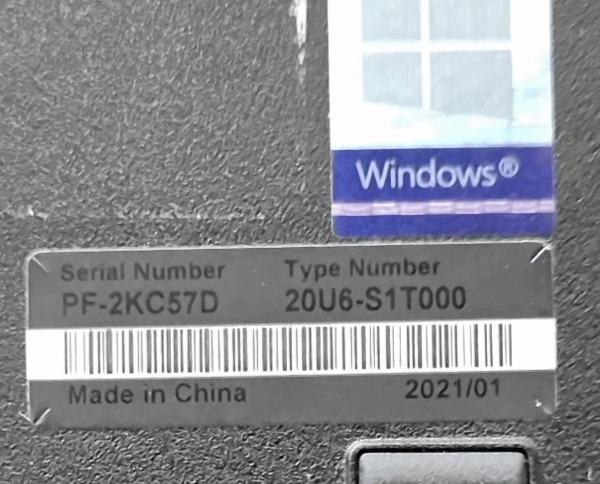 Windows®
Serial Number Type Number
PF-2KC57D 20U6-S1T000
Made in China 2021/01